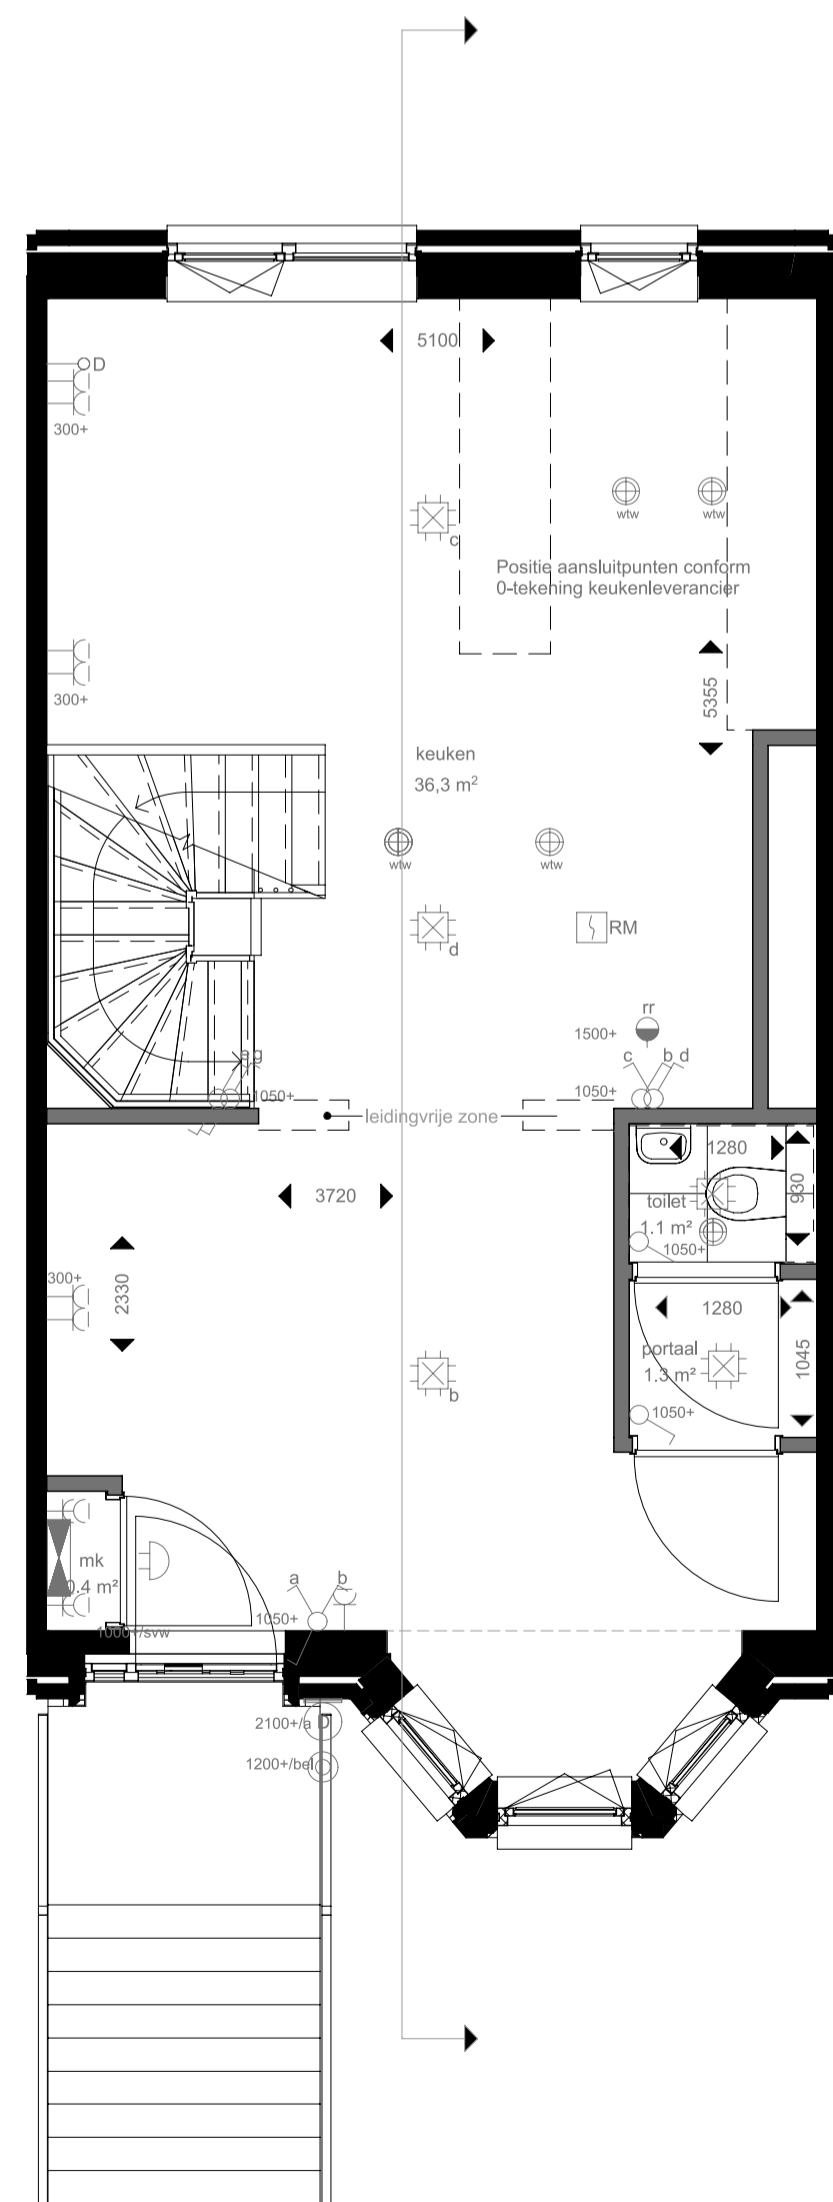 5100
D
300+
wtw
wtw
c
Positie aansluitpunten conform
0-tekening keukenleverancier
300+
5355
keuken
36,3 m²
wtw
wtw
d
RM
rr
1500+
e g
c
b d
1050+
1050+
leidingvrije zone
1280
930
toilet
1.1 m²
1050+
3720
2330
300+
1280
portaal
1.3 m²
1045
b
1050+
mk
0.4 m²
a
b
1050+
1000+/svw
2100+/a D
1200+/bel